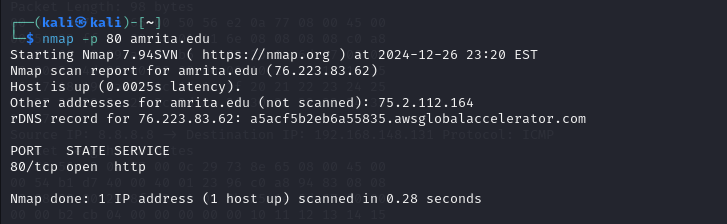 Packet Length: 98 bytes
┌──(kali㉿kali)-[~]
└─$ nmap -p 80 amrita.edu
Starting Nmap 7.94SVN ( https://nmap.org ) at 2024-12-26 23:20 EST
Nmap scan report for amrita.edu (76.223.83.62)
Host is up (0.0025s latency).
Other addresses for amrita.edu (not scanned): 75.2.112.164
rDNS record for 76.223.83.62: a5acf5b2eb6a55835.awsglobalaccelerator.com
PORT   STATE SERVICE
80/tcp open  http
Nmap done: 1 IP address (1 host up) scanned in 0.28 seconds